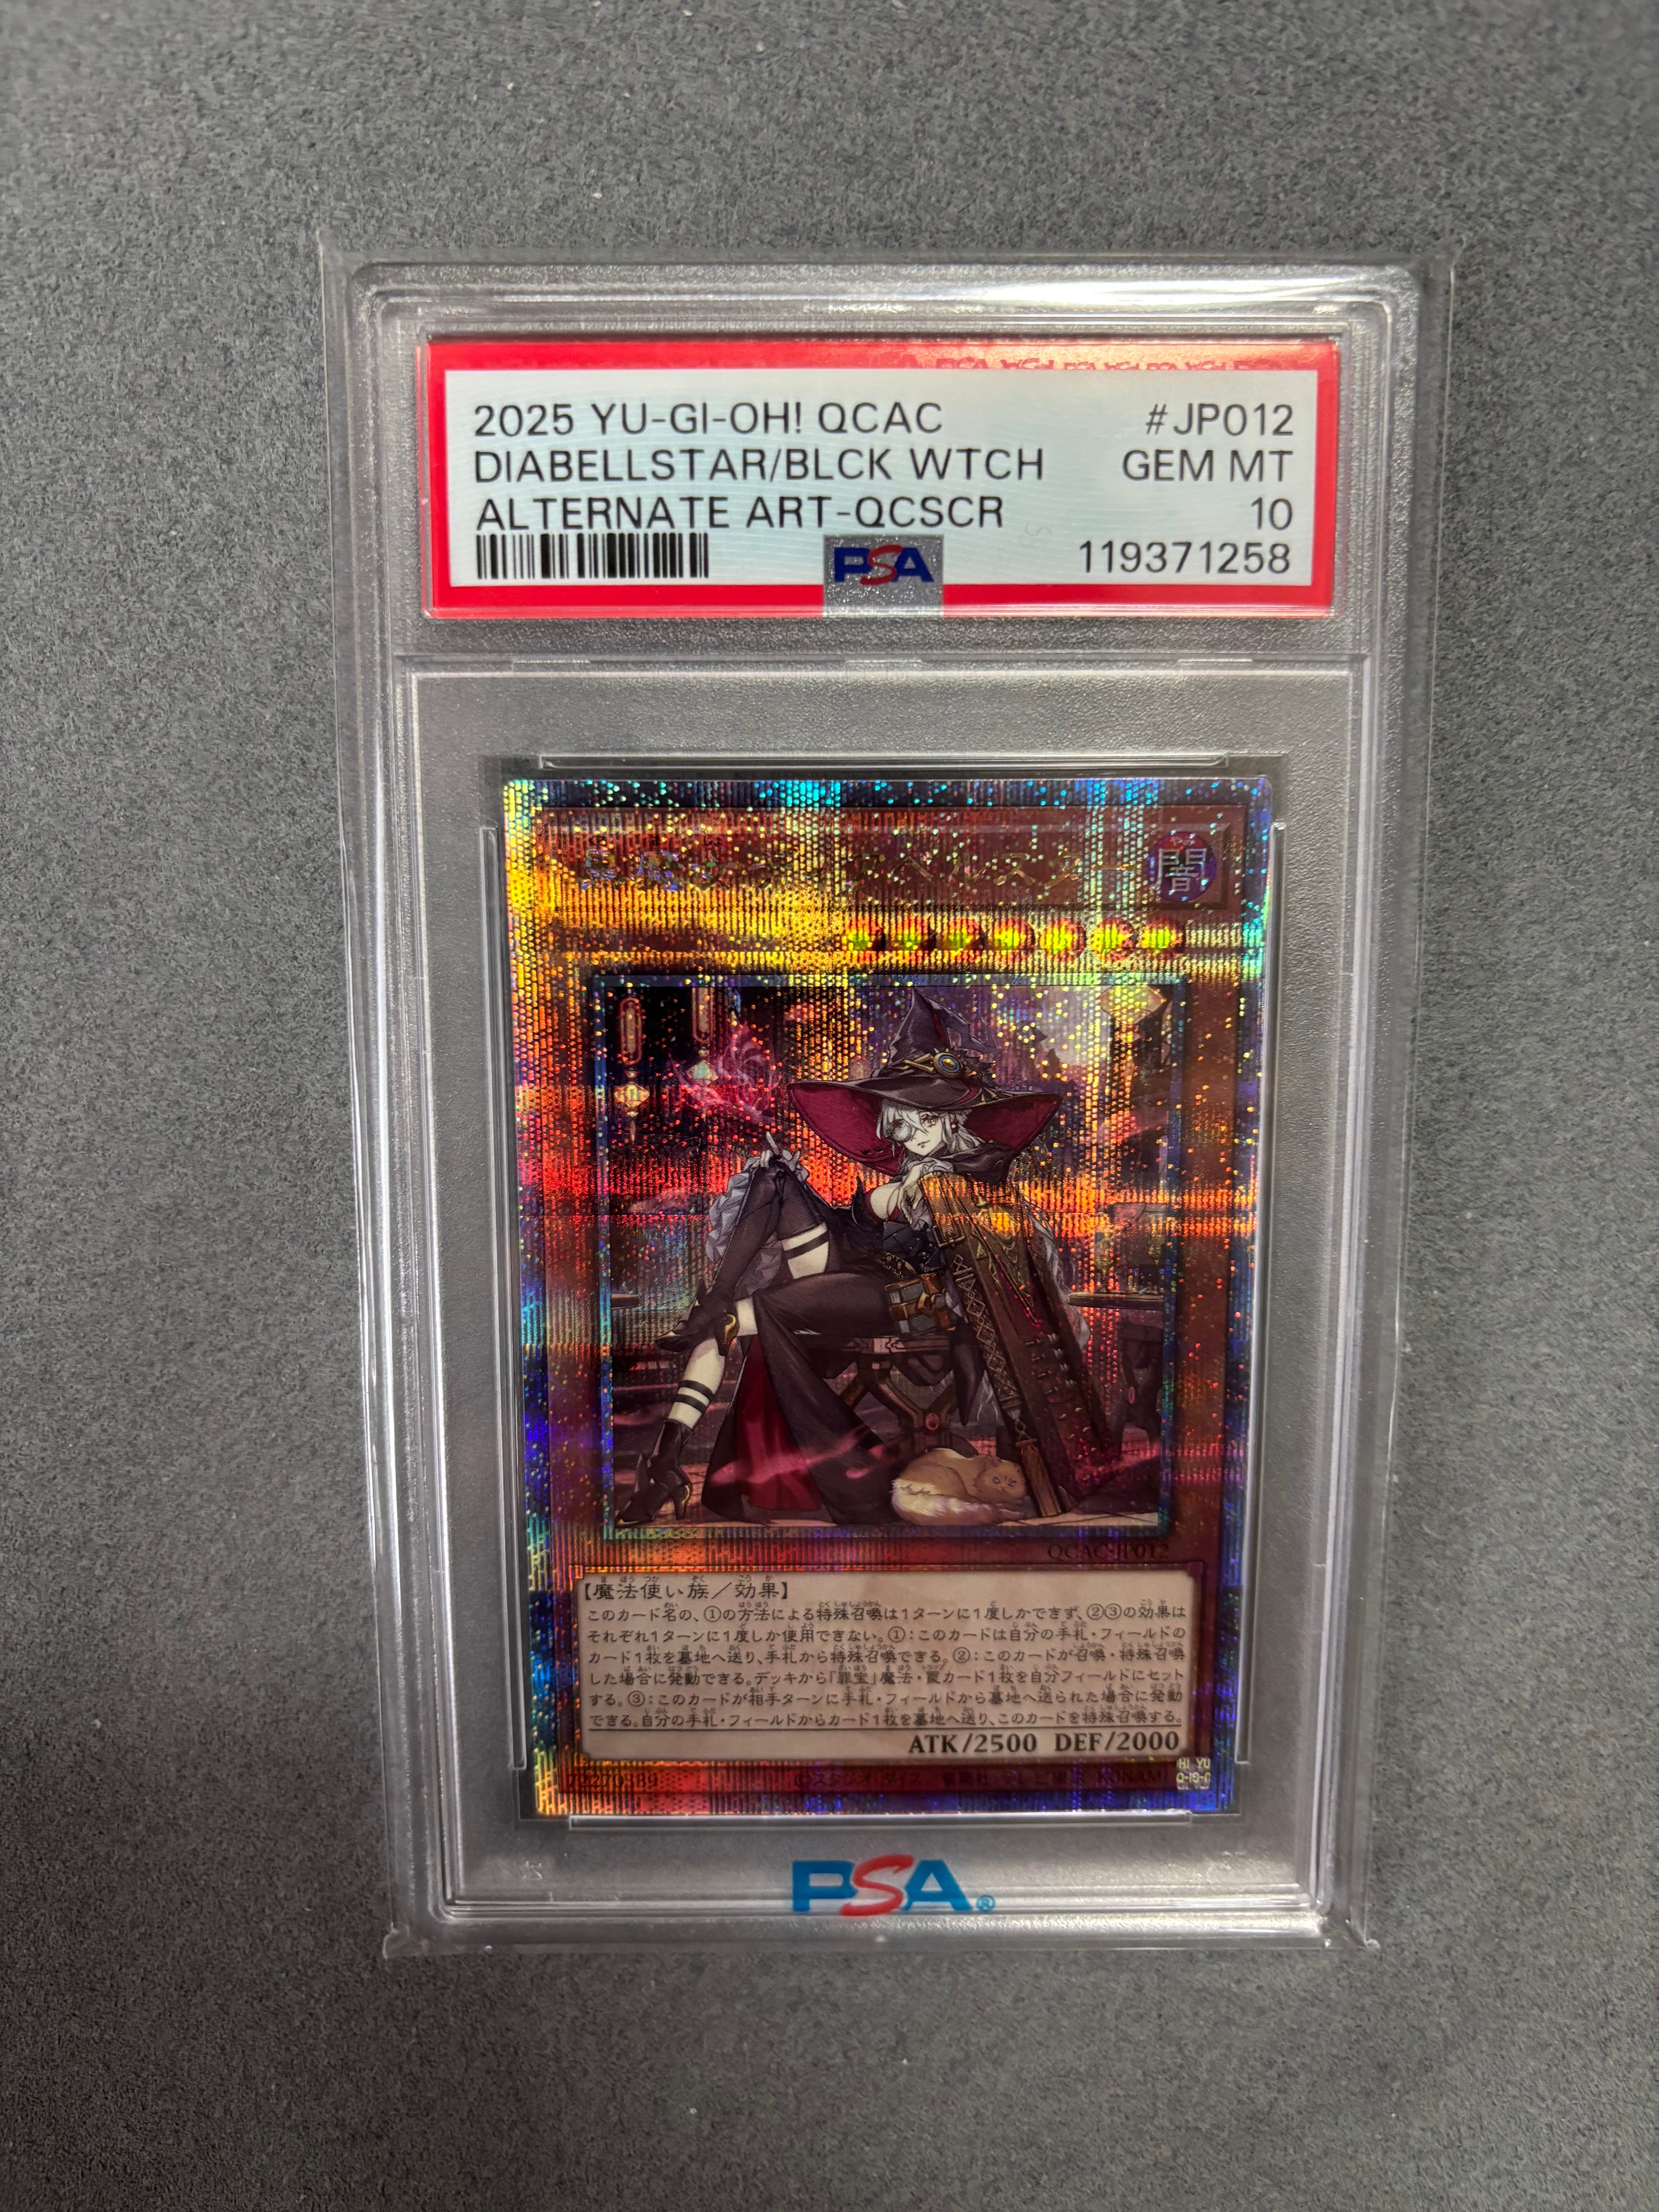 2025 YU-GI-OH! QCAC #JP012
DIABELLSTAR/BLCK WTCH GEM MT
ALTERNATE ART-QCSCR 10
PSA 119371258
闇
QCAC-JP012
【魔法使い族/効果】
このカード名の、①の方法による特殊召喚は1ターンに1度しかできず、②③の効果は
それぞれ1ターンに1度しか使用できない。①:このカードは自分の手札・フィールドの
カード1枚を墓地へ送り、手札から特殊召喚できる。②:このカードが召喚・特殊召喚
した場合に発動できる。デッキから「罪宝」魔法・罠カード1枚を自分フィールドにセット
する。③:このカードが相手ターンに手札・フィールドから墓地へ送られた場合に発動
できる。自分の手札・フィールドからカード1枚を墓地へ送り、このカードを特殊召喚する。
ATK/2500 DEF/2000
72270389
KONAMI
PSA®